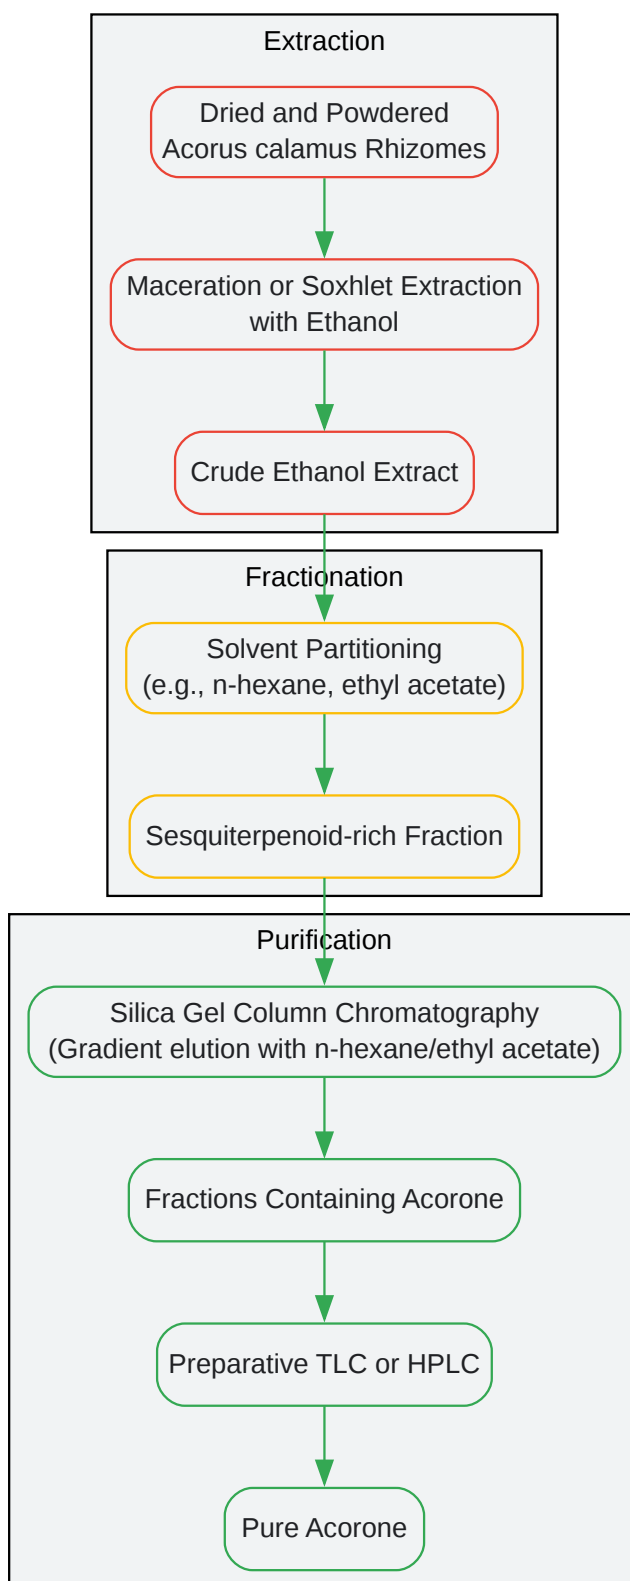 Extraction
Dried and Powdered
Acorus calamus Rhizomes
Maceration or Soxhlet Extraction
with Ethanol
Crude Ethanol Extract
Fractionation
Solvent Partitioning
(e.g., n-hexane, ethyl acetate)
Sesquiterpenoid-rich Fraction
Purification
Silica Gel Column Chromatography
(Gradient elution with n-hexane/ethyl acetate)
Fractions Containing Acorone
Preparative TLC or HPLC
Pure Acorone